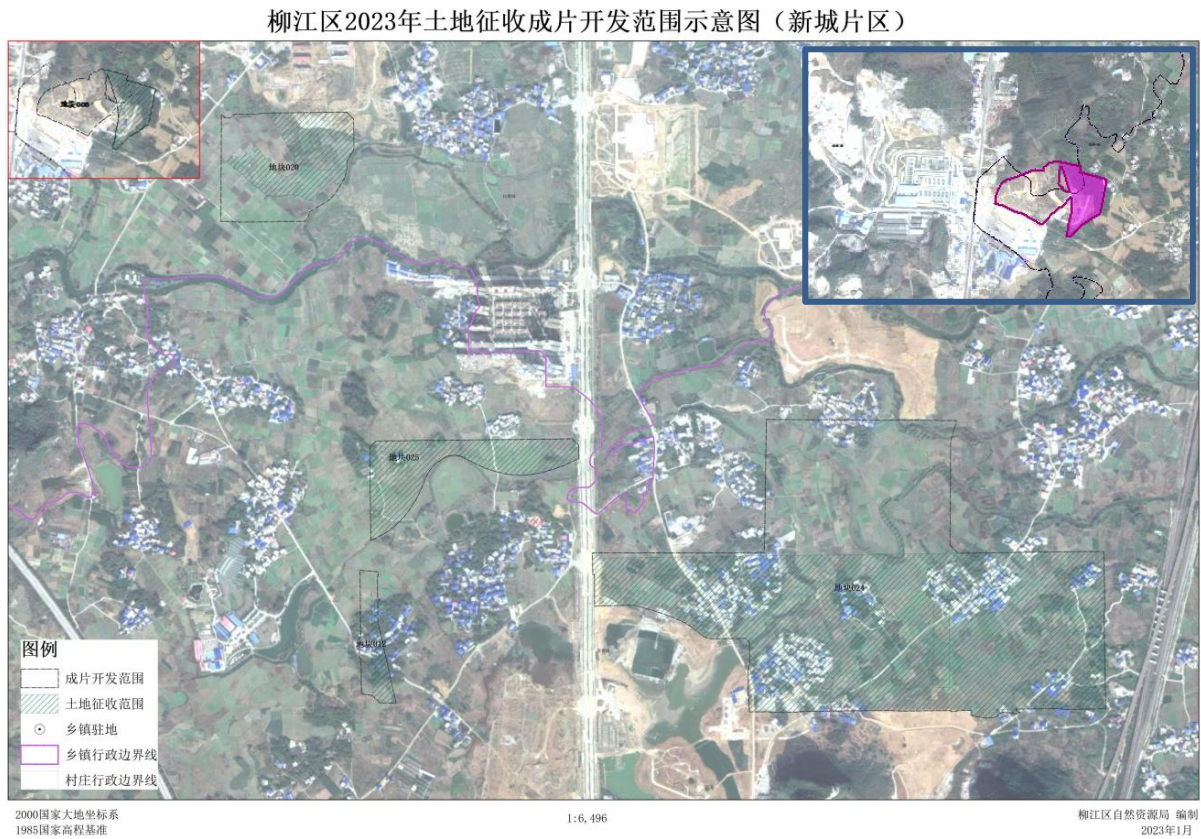 柳江区2023年土地征收成片开发范围示意图（新城片区）
地块020
地块025
地块024
图例
成片开发范围
土地征收范围
乡镇驻地
乡镇行政边界线
村庄行政边界线
2000国家大地坐标系
1985国家高程基准
1:6,496
柳江区自然资源局 编制
2023年1月